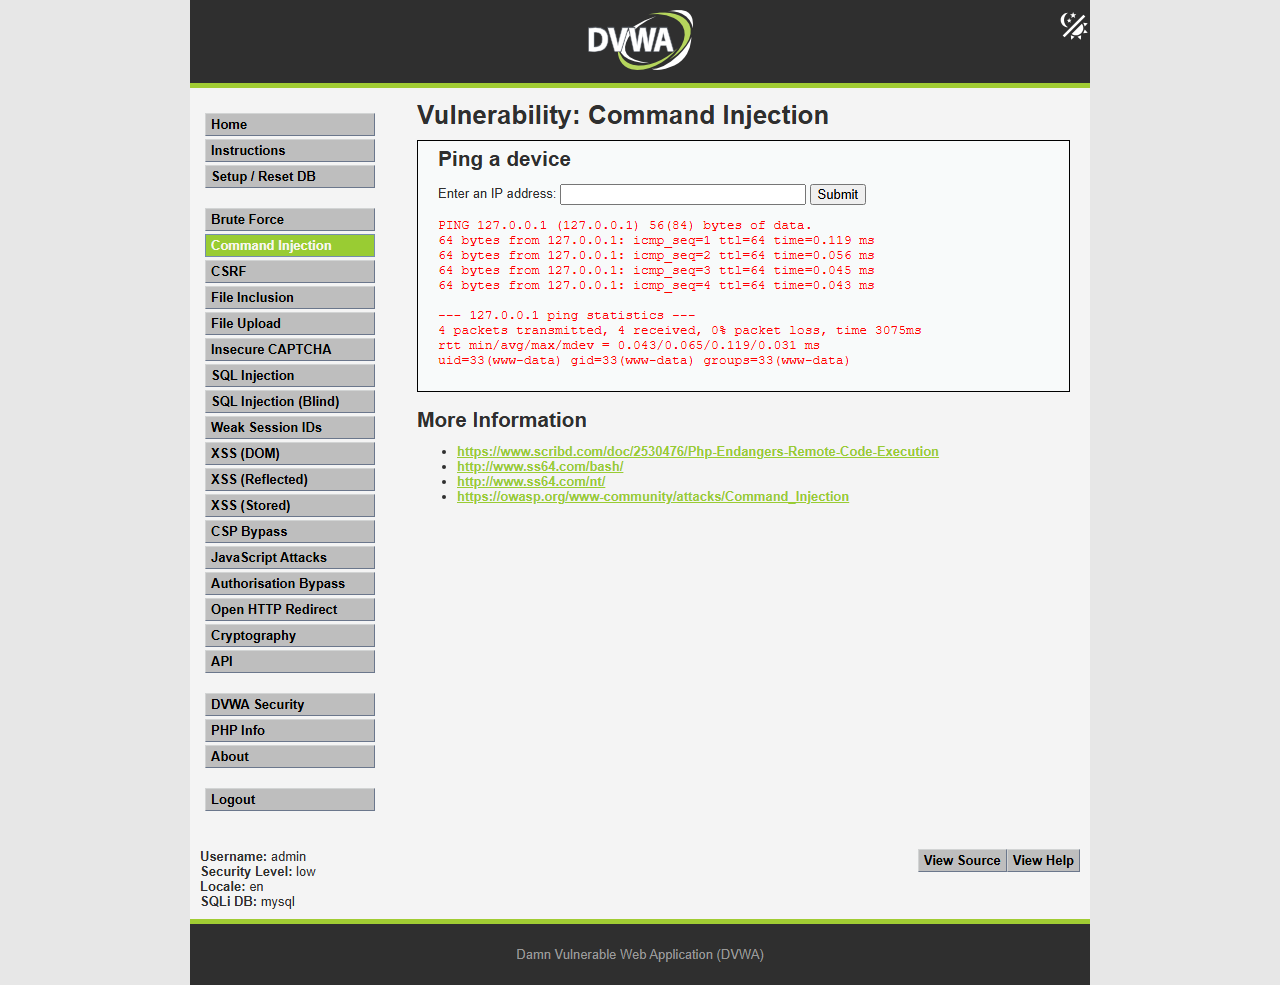 DVWA
Home
Instructions
Setup / Reset DB
Brute Force
Command Injection
CSRF
File Inclusion
File Upload
Insecure CAPTCHA
SQL Injection
SQL Injection (Blind)
Weak Session IDs
XSS (DOM)
XSS (Reflected)
XSS (Stored)
CSP Bypass
JavaScript Attacks
Authorisation Bypass
Open HTTP Redirect
Cryptography
API
DVWA Security
PHP Info
About
Logout
Vulnerability: Command Injection
Ping a device
Enter an IP address: Submit
PING 127.0.0.1 (127.0.0.1) 56(84) bytes of data.
64 bytes from 127.0.0.1: icmp_seq=1 ttl=64 time=0.119 ms
64 bytes from 127.0.0.1: icmp_seq=2 ttl=64 time=0.056 ms
64 bytes from 127.0.0.1: icmp_seq=3 ttl=64 time=0.045 ms
64 bytes from 127.0.0.1: icmp_seq=4 ttl=64 time=0.043 ms
--- 127.0.0.1 ping statistics ---
4 packets transmitted, 4 received, 0% packet loss, time 3075ms
rtt min/avg/max/mdev = 0.043/0.065/0.119/0.031 ms
uid=33(www-data) gid=33(www-data) groups=33(www-data)
More Information
https://www.scribd.com/doc/2530476/Php-Endangers-Remote-Code-Execution
http://www.ss64.com/bash/
http://www.ss64.com/nt/
https://owasp.org/www-community/attacks/Command_Injection
Username: admin
Security Level: low
Locale: en
SQLi DB: mysql
View Source View Help
Damn Vulnerable Web Application (DVWA)